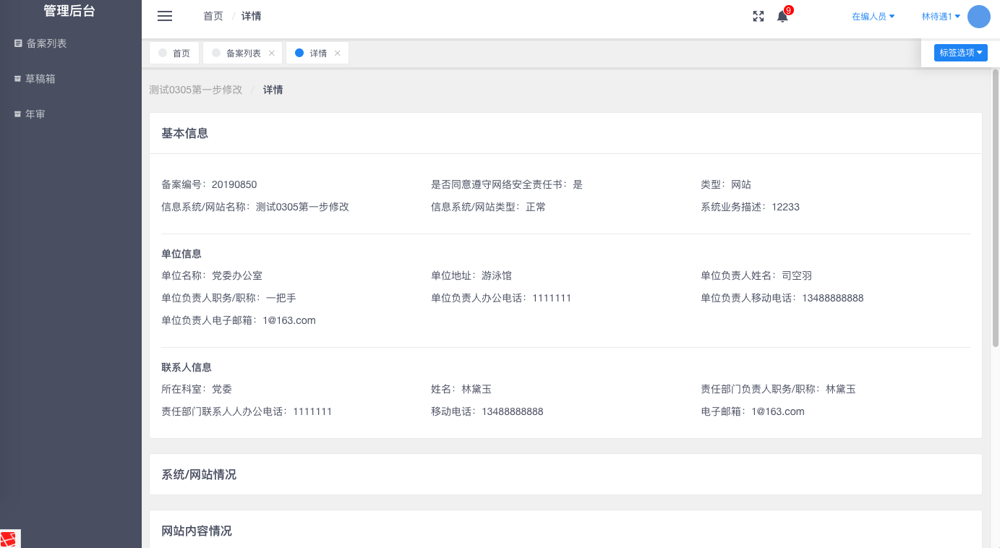 管理后台
首页 / 详情
9
在编人员
林待遇1
备案列表
草稿箱
年审
首页
备案列表
详情
标签选项
测试0305第一步修改 / 详情
基本信息
备案编号：20190850
是否同意遵守网络安全责任书：是
类型：网站
信息系统/网站名称：测试0305第一步修改
信息系统/网站类型：正常
系统业务描述：12233
单位信息
单位名称：党委办公室
单位地址：游泳馆
单位负责人姓名：司空羽
单位负责人职务/职称：一把手
单位负责人办公电话：1111111
单位负责人移动电话：13488888888
单位负责人电子邮箱：1@163.com
联系人信息
所在科室：党委
姓名：林黛玉
责任部门负责人职务/职称：林黛玉
责任部门联系人人办公电话：1111111
移动电话：13488888888
电子邮箱：1@163.com
系统/网站情况
网站内容情况